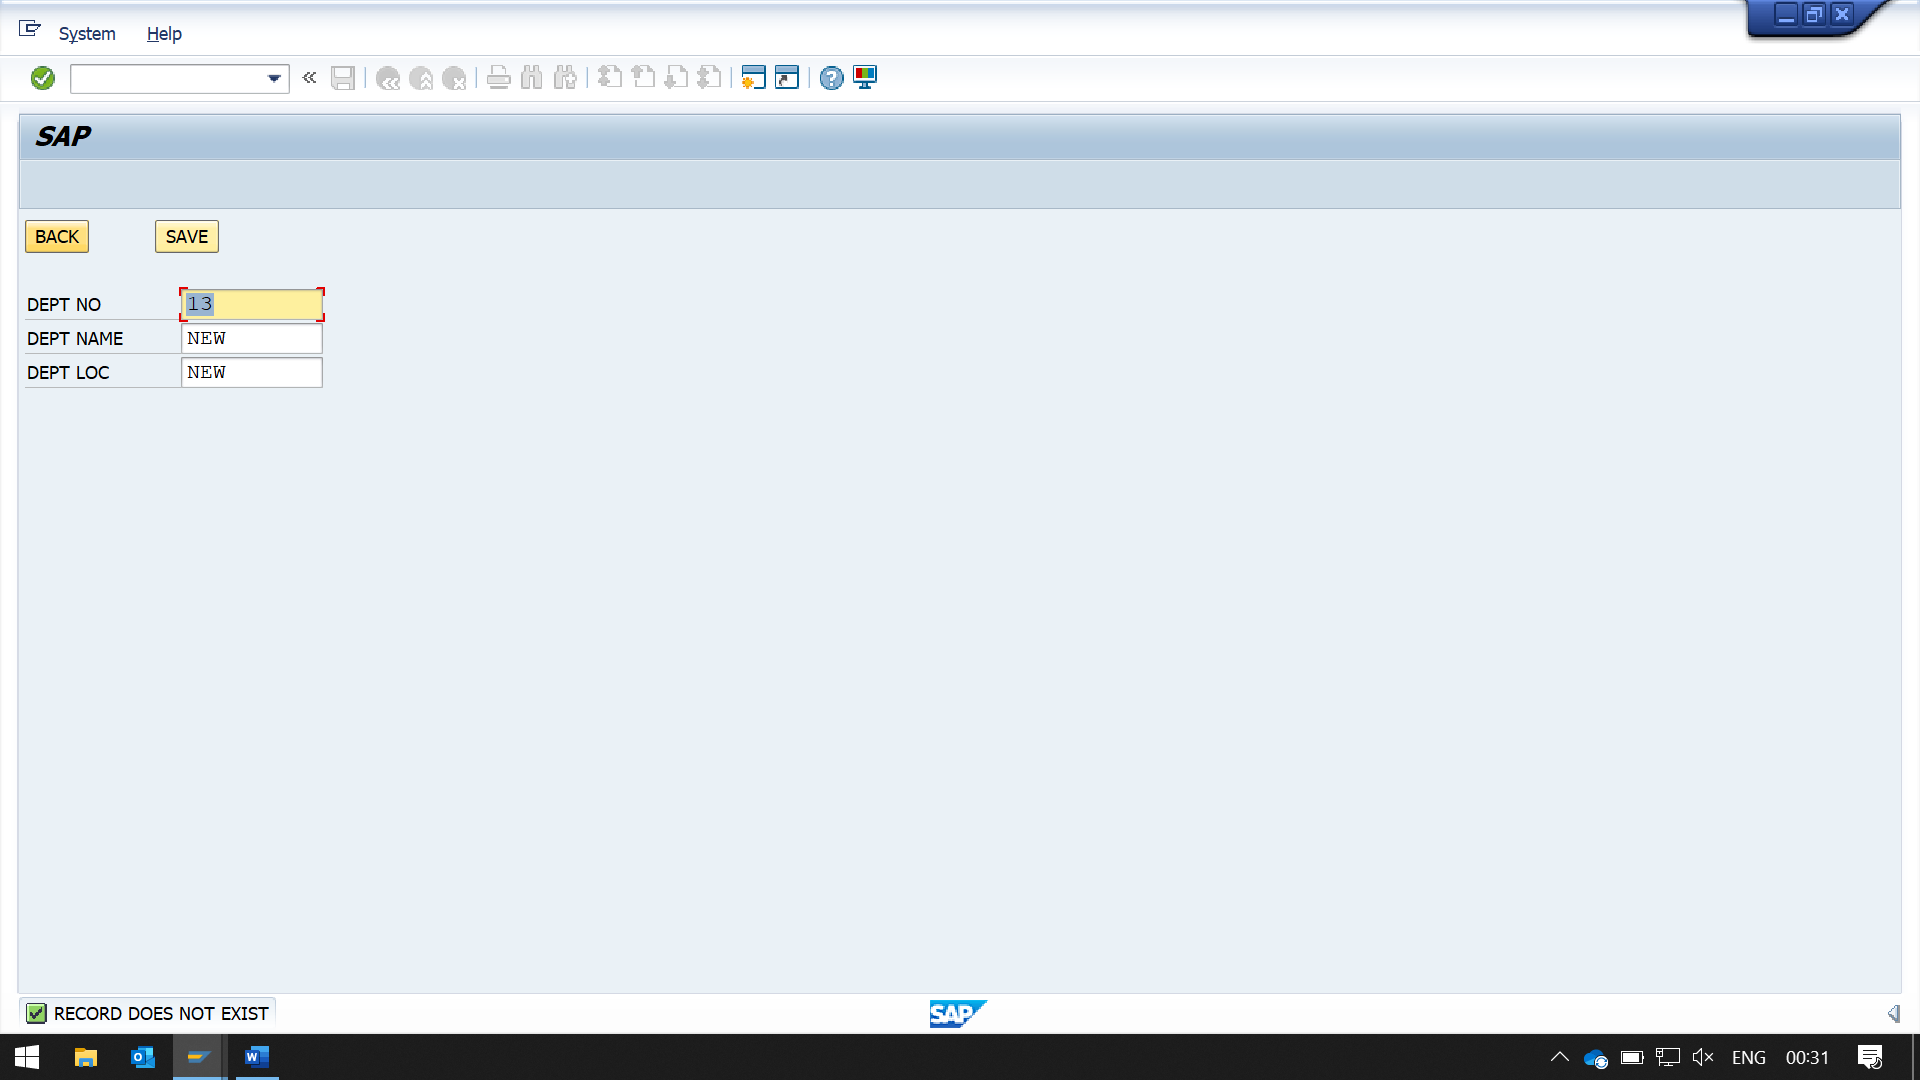 System Help
SAP
BACK SAVE
DEPT NO 13
DEPT NAME NEW
DEPT LOC NEW
RECORD DOES NOT EXIST
SAP
ENG 00:31